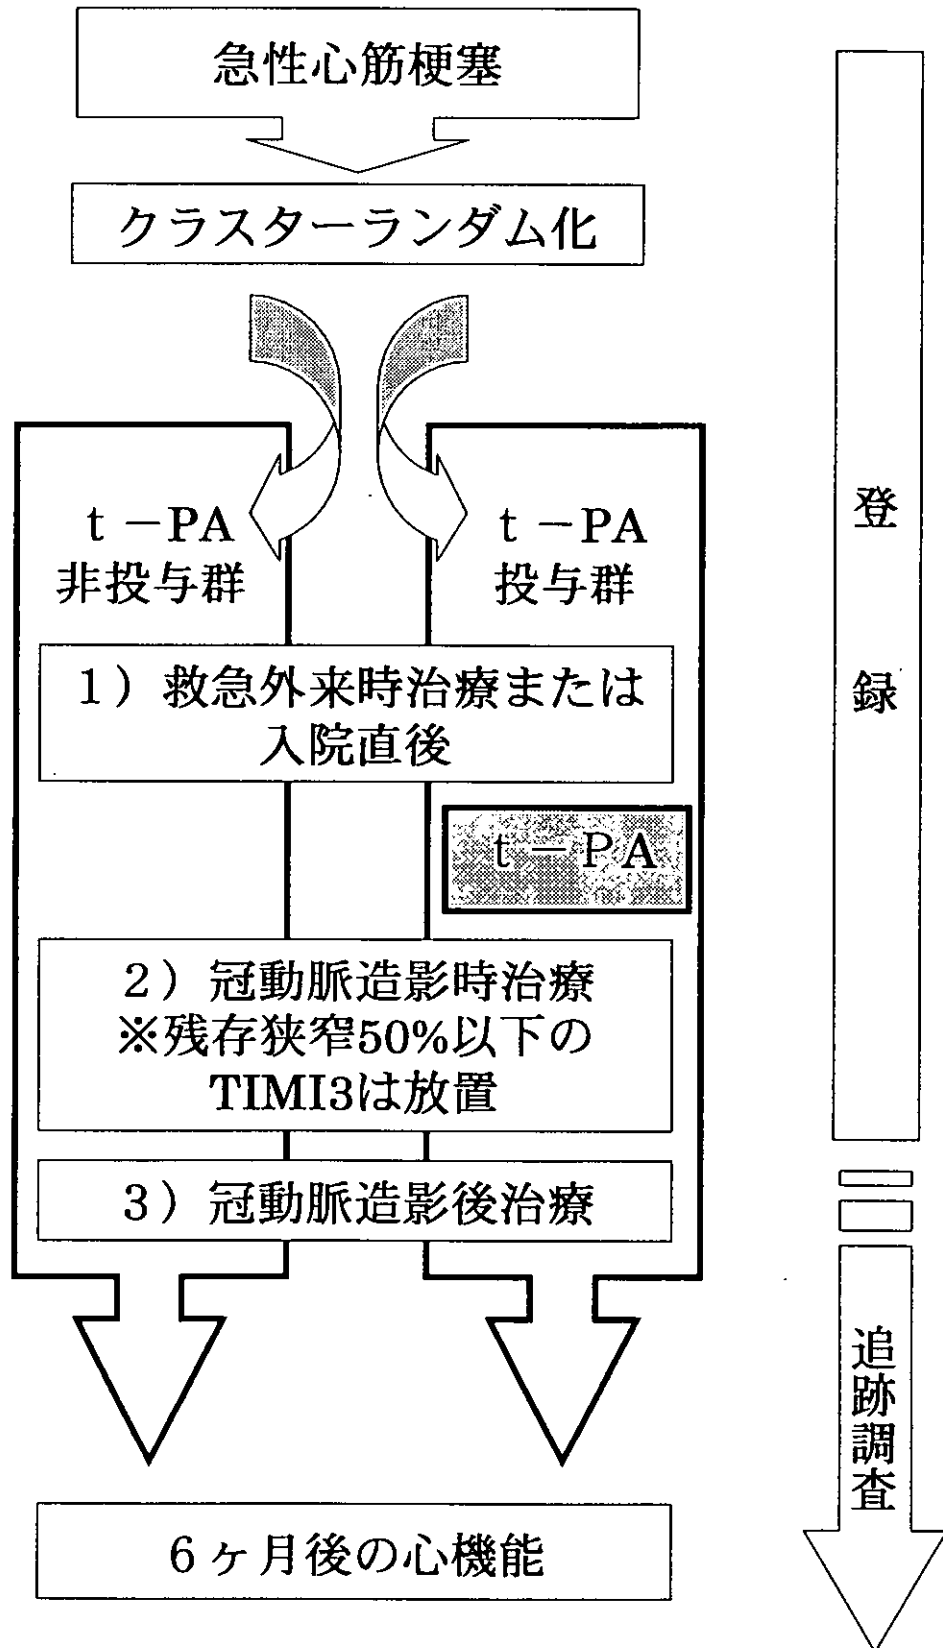 急性心筋梗塞
クラスターランダム化
t－PA
非投与群
t－PA
投与群
1）救急外来時治療または
入院直後
t－PA
2）冠動脈造影時治療
※残存狭窄50%以下の
TIMI3は放置
3）冠動脈造影後治療
6ヶ月後の心機能
登録
追跡調査